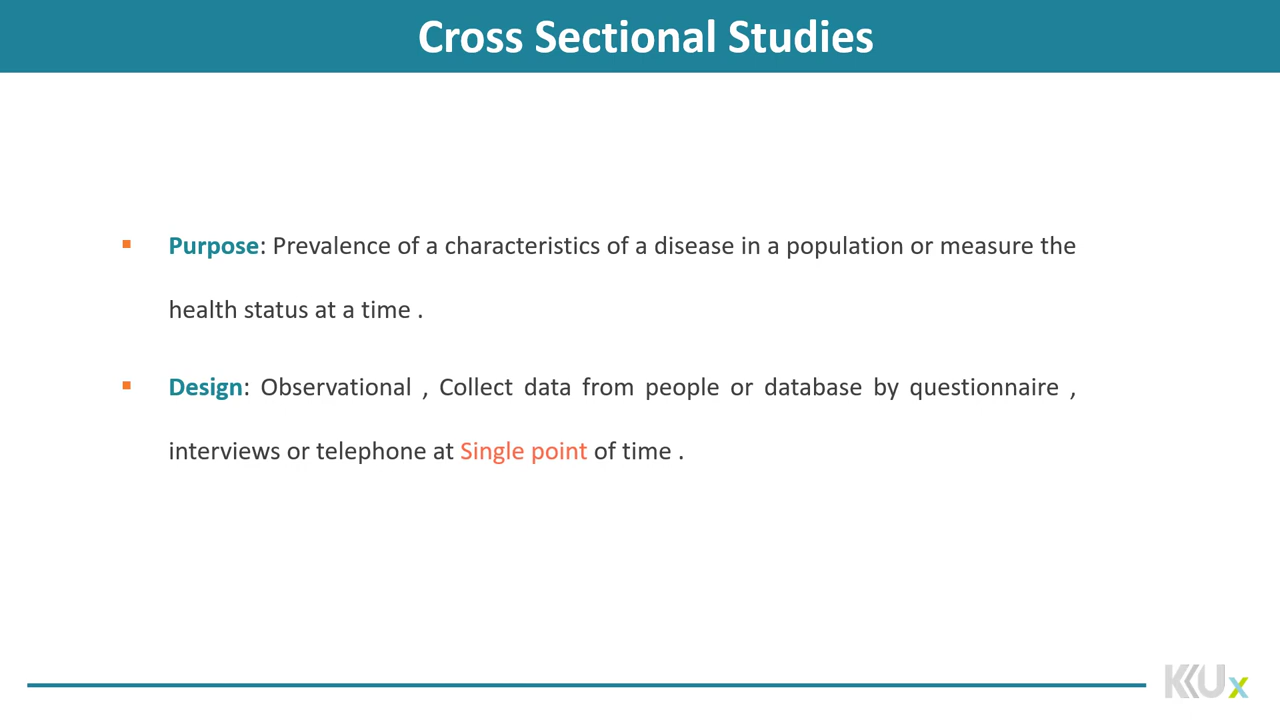 Cross Sectional Studies
▪ Purpose: Prevalence of a characteristics of a disease in a population or measure the
health status at a time .
▪ Design: Observational , Collect data from people or database by questionnaire ,
interviews or telephone at Single point of time .
KKUx